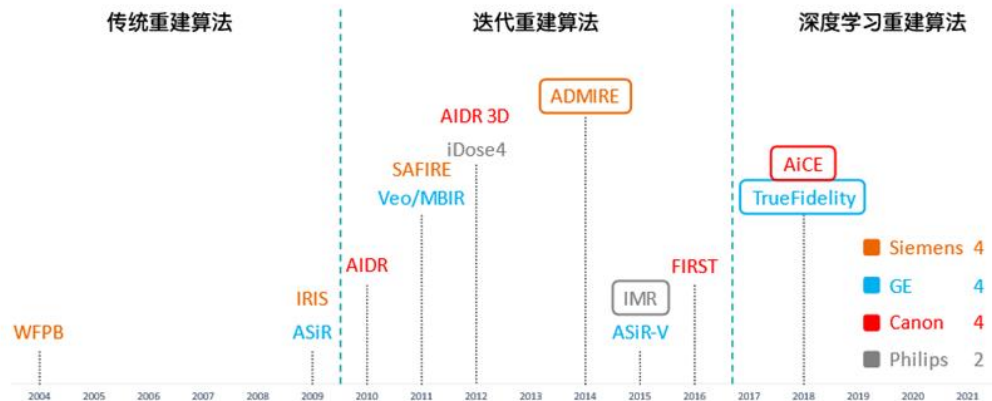 传统重建算法
迭代重建算法
深度学习重建算法
ADMIRE
AIDR 3D
iDose4
SAFIRE
Veo/MBIR
AiCE
TrueFidelity
AIDR
FIRST
IRIS
IMR
WFPB
ASiR
ASiR-V
Siemens 4
GE 4
Canon 4
Philips 2
2004 2005 2006 2007 2008 2009 2010 2011 2012 2013 2014 2015 2016 2017 2018 2019 2020 2021